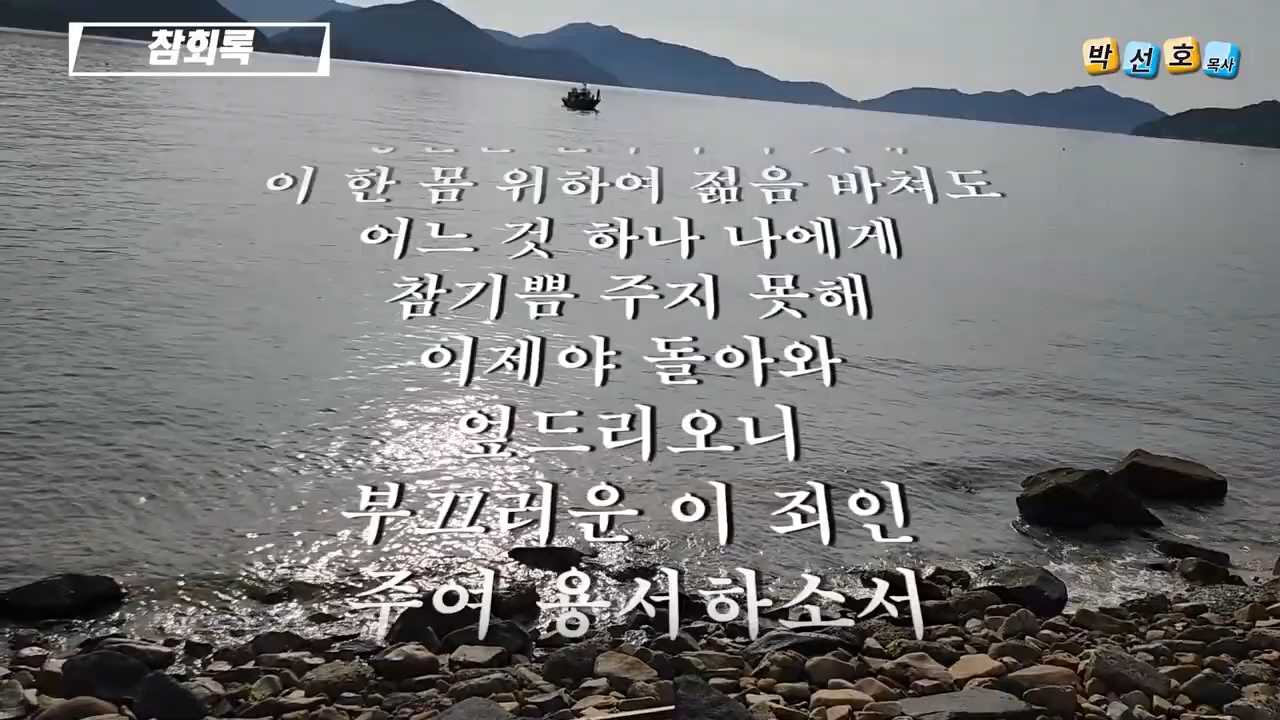 참회록
박선호 목사
이 한 몸 위하여 젊음 바쳐도
어느 것 하나 나에게
참기쁨 주지 못해
이제야 돌아와
엎드리오니
부끄러운 이 죄인
주여 용서하소서